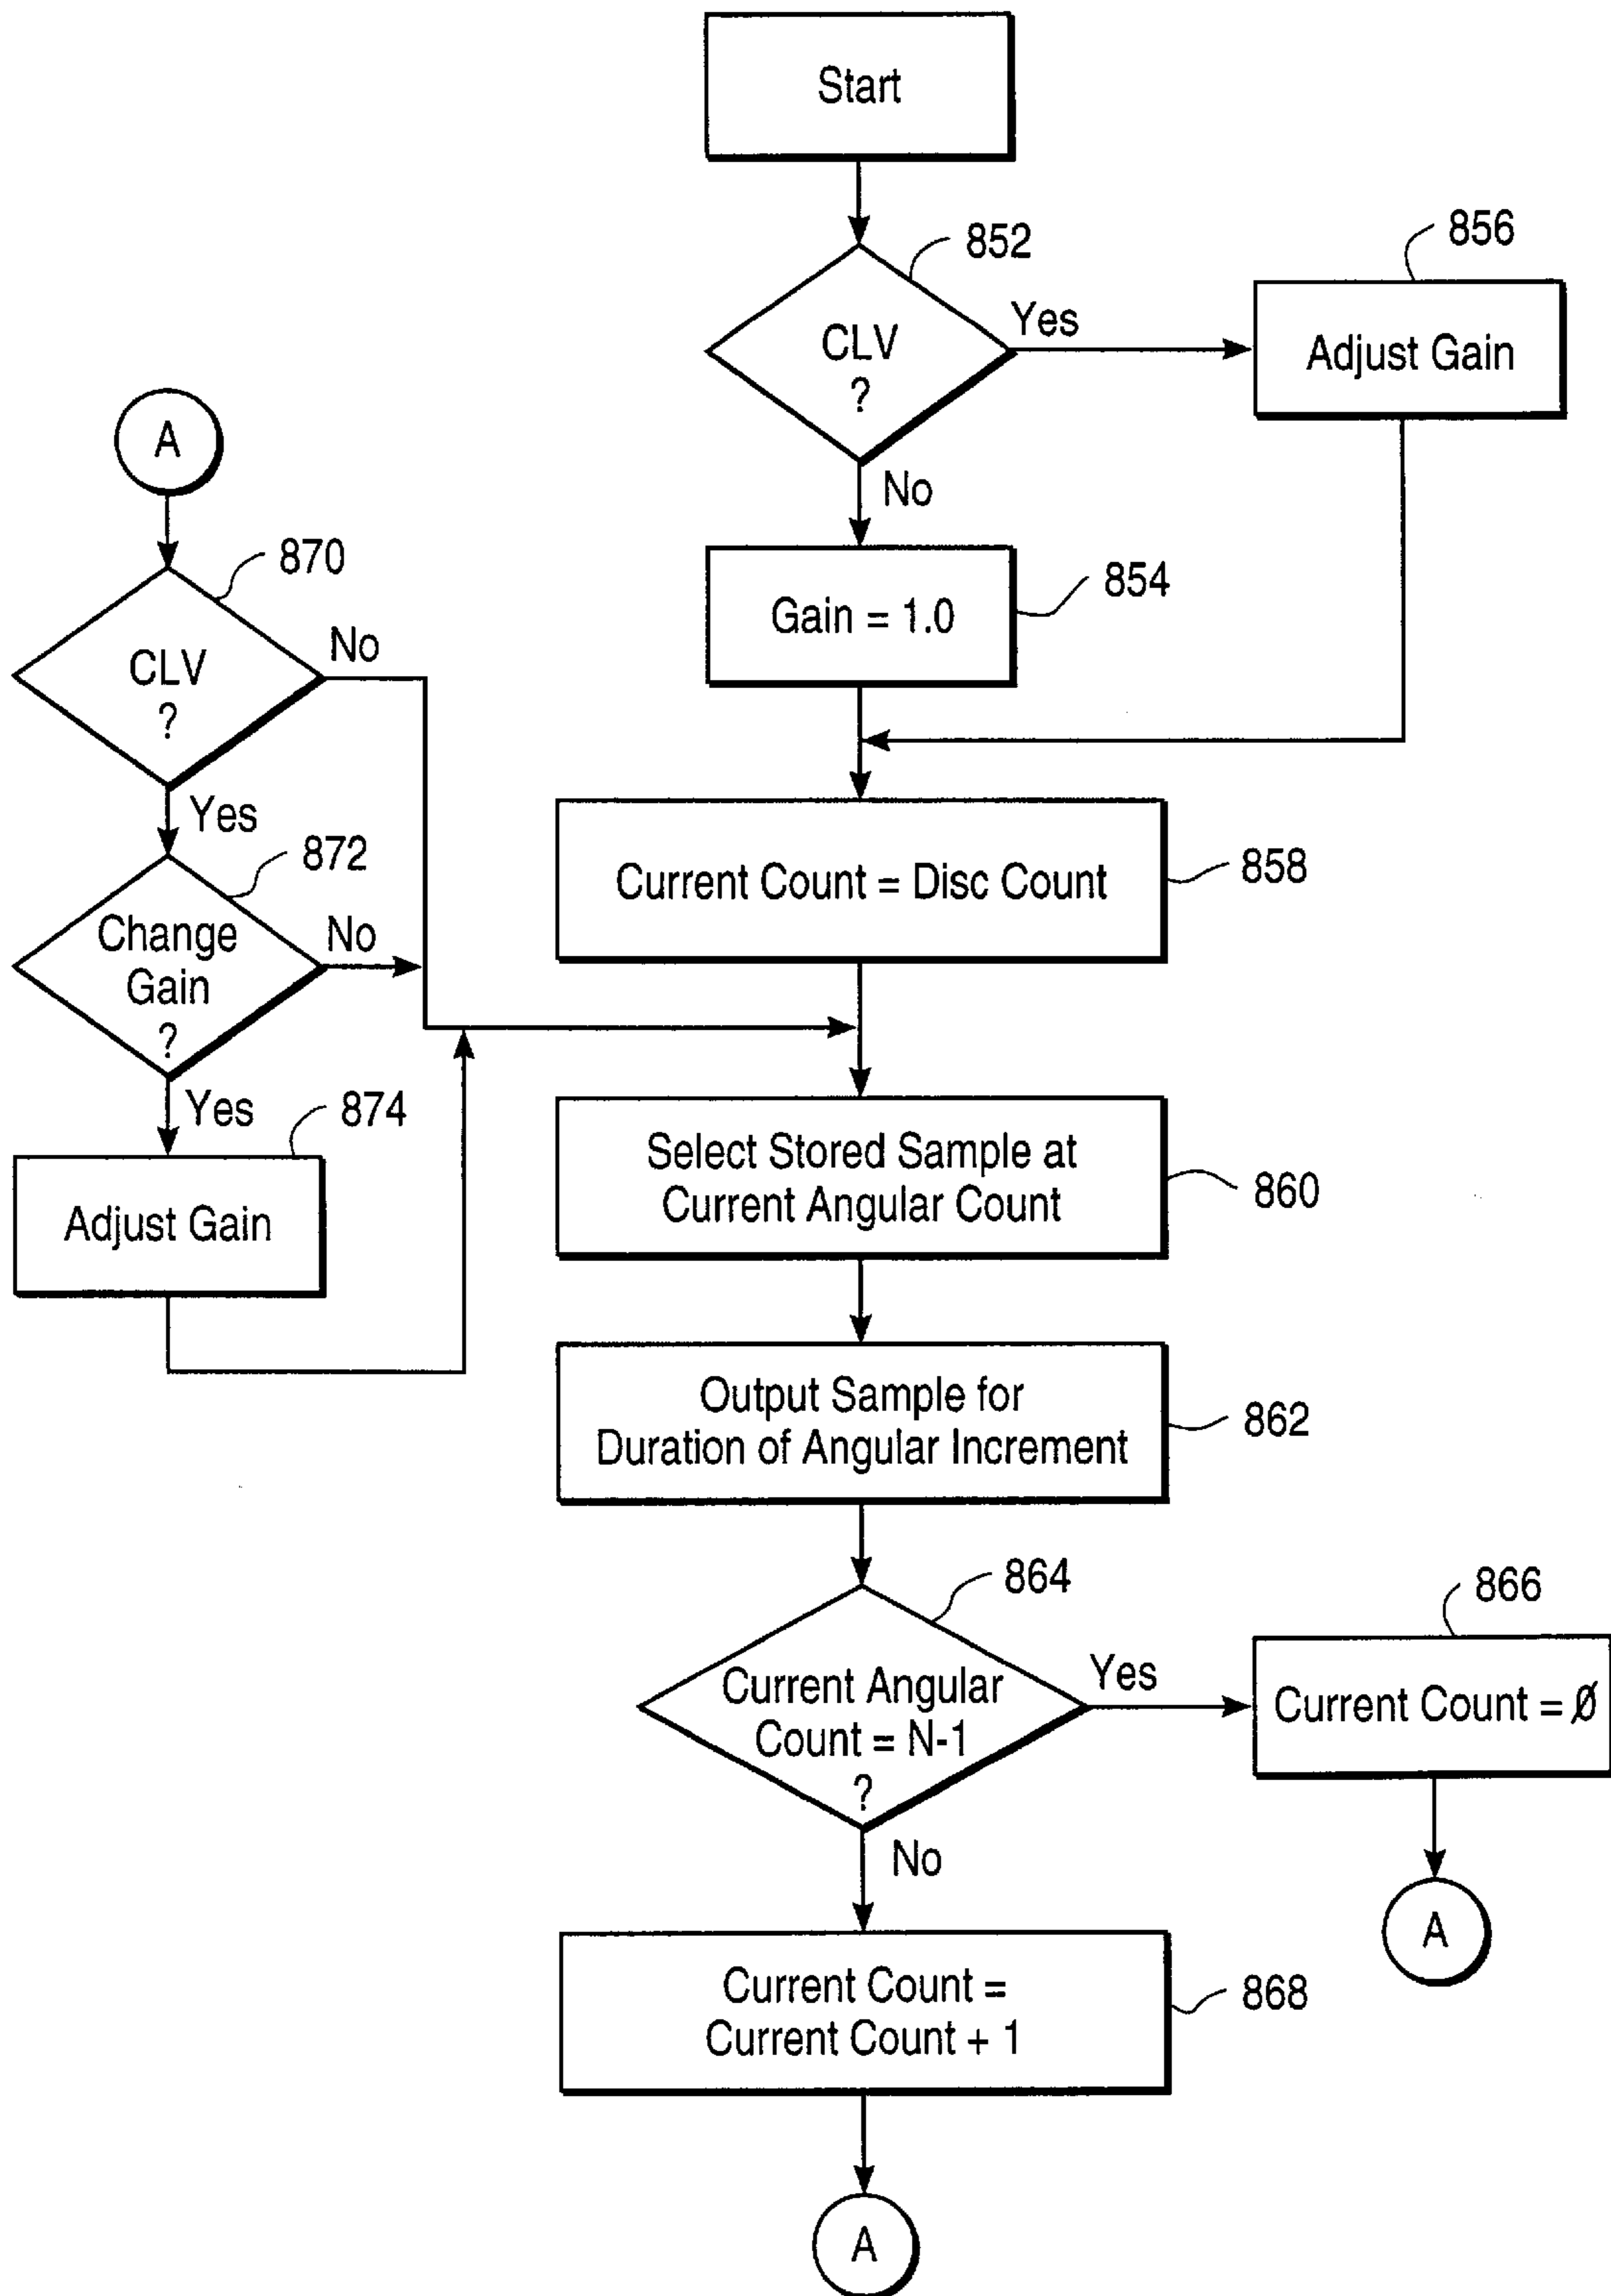 Start
852
CLV
?
Yes
856
Adjust Gain
No
Gain = 1.0
854
A
870
CLV
?
No
Yes
872
Change
Gain
?
No
Yes
874
Adjust Gain
Current Count = Disc Count
858
Select Stored Sample at
Current Angular Count
860
Output Sample for
Duration of Angular Increment
862
864
Current Angular
Count = N-1
?
Yes
866
Current Count = Ø
A
No
Current Count =
Current Count + 1
868
A